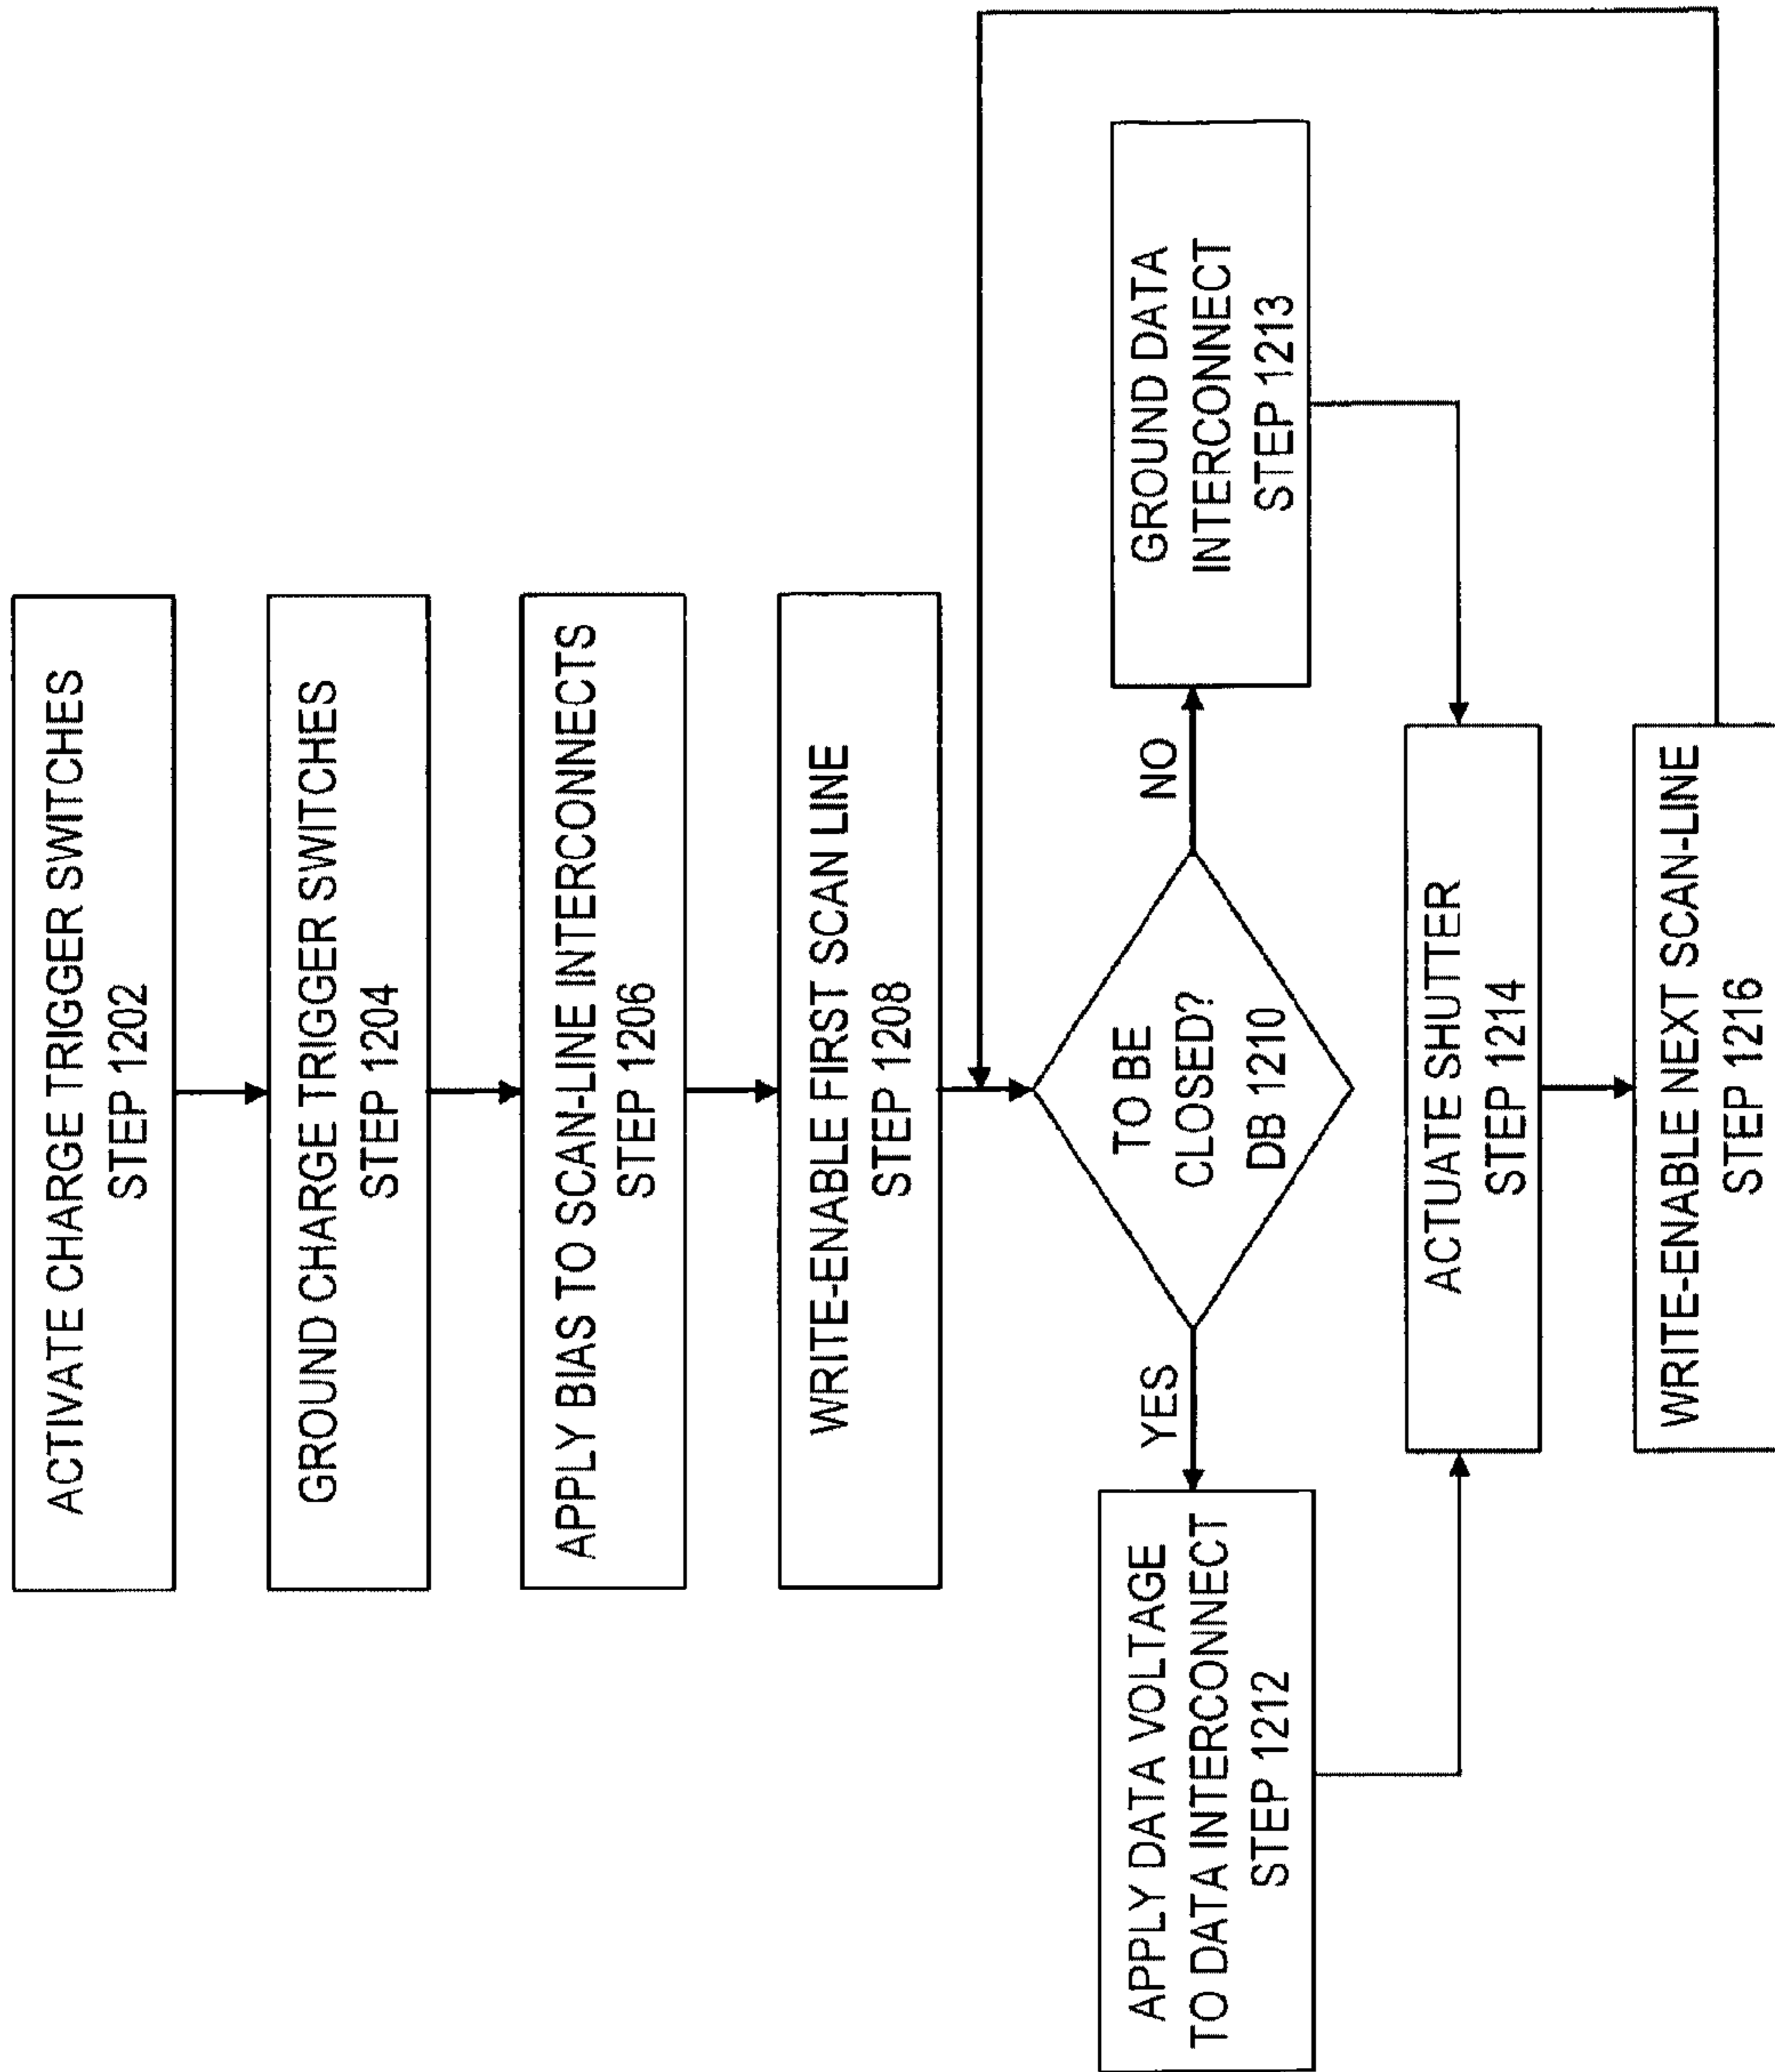 ACTIVATE CHARGE TRIGGER SWITCHES
STEP 1202
GROUND CHARGE TRIGGER SWITCHES
STEP 1204
APPLY BIAS TO SCAN-LINE INTERCONNECTS
STEP 1206
WRITE-ENABLE FIRST SCAN LINE
STEP 1208
TO BE
CLOSED?
DB 1210
YES
NO
APPLY DATA VOLTAGE
TO DATA INTERCONNECT
STEP 1212
GROUND DATA
INTERCONNECT
STEP 1213
ACTUATE SHUTTER
STEP 1214
WRITE-ENABLE NEXT SCAN-LINE
STEP 1216